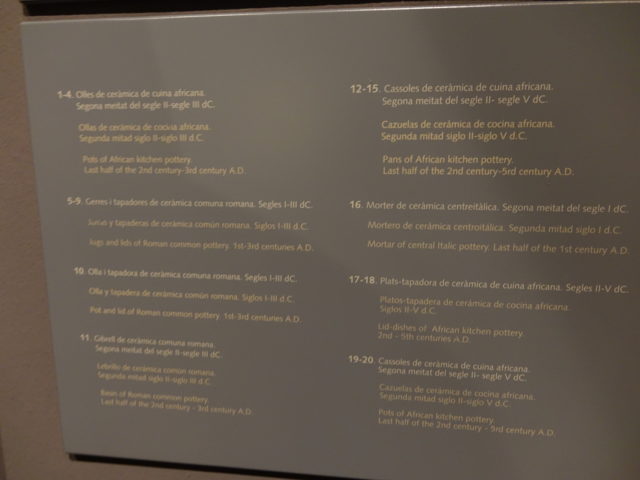 1-4. Olles de ceràmica de cuina africana.
Segona meitat del segle II-segle III dC.
Ollas de cerámica de cocina africana.
Segunda mitad siglo II-siglo III d.C.
Pots of African kitchen pottery.
Last half of the 2nd century-3rd century A.D.
5-9. Gerres i tapadores de ceràmica comuna romana. Segles I-III dC.
Jarras y tapaderas de cerámica común romana. Siglos I-III d.C.
Jugs and lids of Roman common pottery. 1st-3rd centuries A.D.
10. Olla i tapadora de ceràmica comuna romana. Segles I-III dC.
Olla y tapadera de cerámica común romana. Siglos I-III d.C.
Pot and lid of Roman common pottery. 1st-3rd centuries A.D.
11. Gibrell de ceràmica comuna romana.
Segona meitat del segle II-segle III dC.
Lebrillo de cerámica común romana.
Segunda mitad siglo II-siglo III d.C.
Basin of Roman common pottery.
Last half of the 2nd century - 3rd century A.D.
12-15. Cassoles de ceràmica de cuina africana.
Segona meitat del segle II- segle V dC.
Cazuelas de cerámica de cocina africana.
Segunda mitad siglo II-siglo V d.C.
Pans of African kitchen pottery.
Last half of the 2nd century-5rd century A.D.
16. Morter de ceràmica centreitàlica. Segona meitat del segle I dC.
Mortero de cerámica centroitálica. Segunda mitad siglo I d.C.
Mortar of central Italic pottery. Last half of the 1st century A.D.
17-18. Plats-tapadora de ceràmica de cuina africana. Segles II-V dC.
Platos-tapadera de cerámica de cocina africana.
Siglos II-V d.C.
Lid-dishes of African kitchen pottery.
2nd - 5th centuries A.D.
19-20. Cassoles de ceràmica de cuina africana.
Segona meitat del segle II- segle V dC.
Cazuelas de cerámica de cocina africana.
Segunda mitad siglo II-siglo V d.C.
Pots of African kitchen pottery.
Last half of the 2nd century - 5rd century A.D.